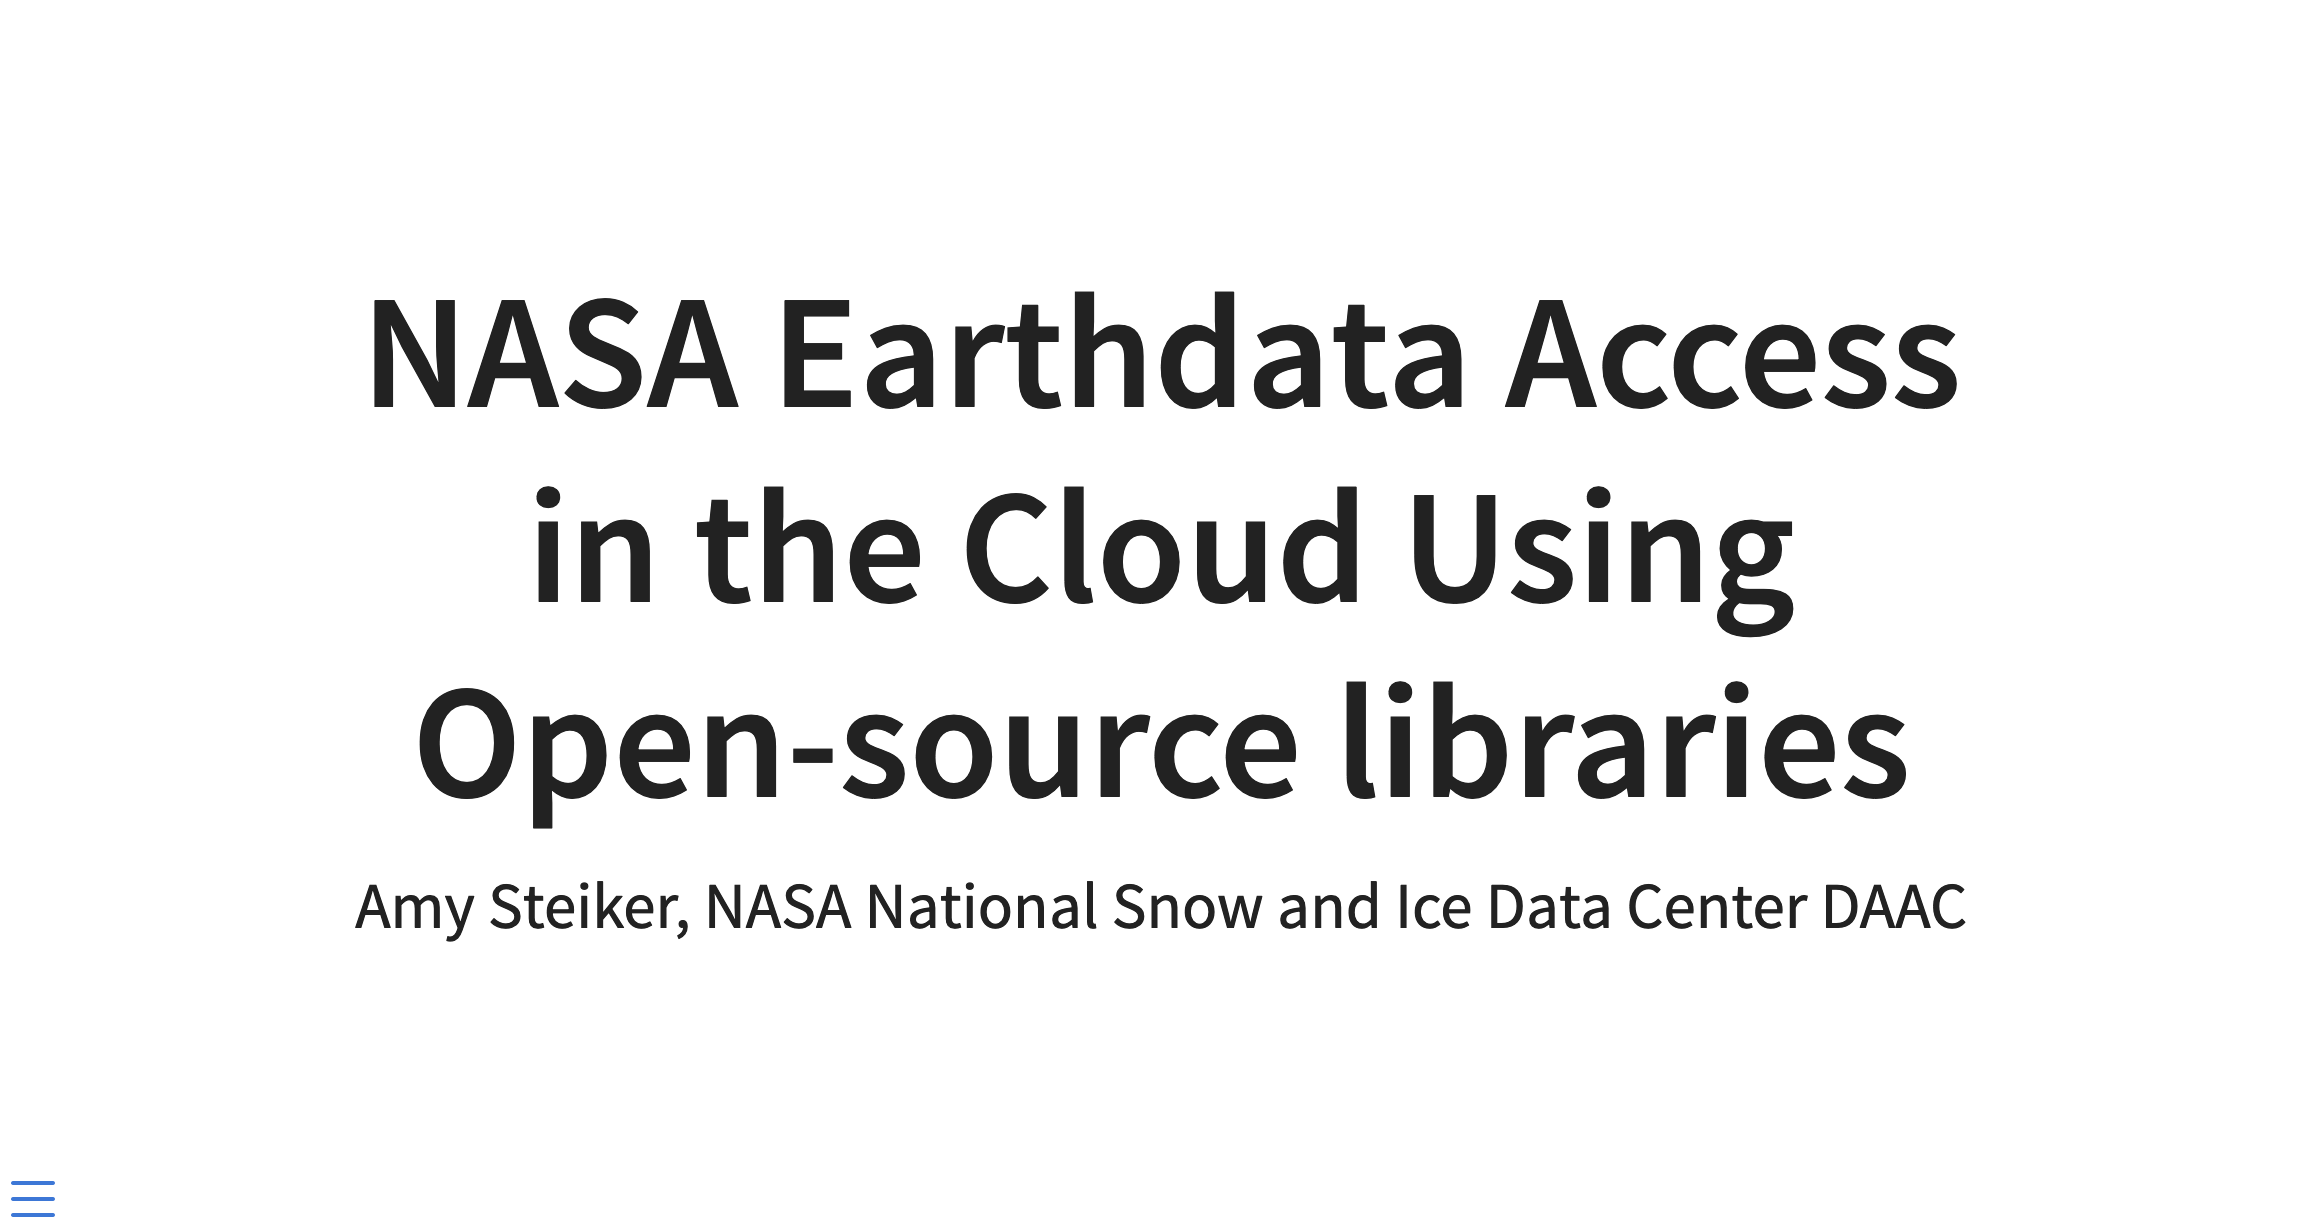 NASA Earthdata Access
in the Cloud Using
Open-source libraries
Amy Steiker, NASA National Snow and Ice Data Center DAAC